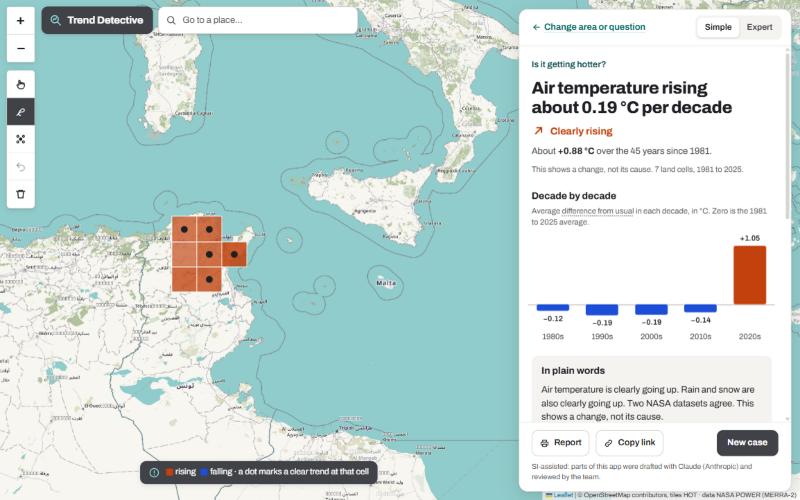 +
−
Trend Detective
Go to a place...
← Change area or question
Simple
Expert
Is it getting hotter?
Air temperature rising
about 0.19 °C per decade
Clearly rising
About +0.88 °C over the 45 years since 1981.
This shows a change, not its cause. 7 land cells, 1981 to 2025.
Decade by decade
Average difference from usual in each decade, in °C. Zero is the 1981
to 2025 average.
+1.05
−0.12
−0.19
−0.19
−0.14
1980s
1990s
2000s
2010s
2020s
In plain words
Air temperature is clearly going up. Rain and snow are
also clearly going up. Two NASA datasets agree. This
shows a change, not its cause.
Report
Copy link
New case
SI-assisted: parts of this app were drafted with Claude (Anthropic) and
reviewed by the team.
Malta
Agrigento
Catania
تونس
rising
falling · a dot marks a clear trend at that cell
Leaflet | © OpenStreetMap contributors, tiles HOT · data NASA POWER (MERRA-2)